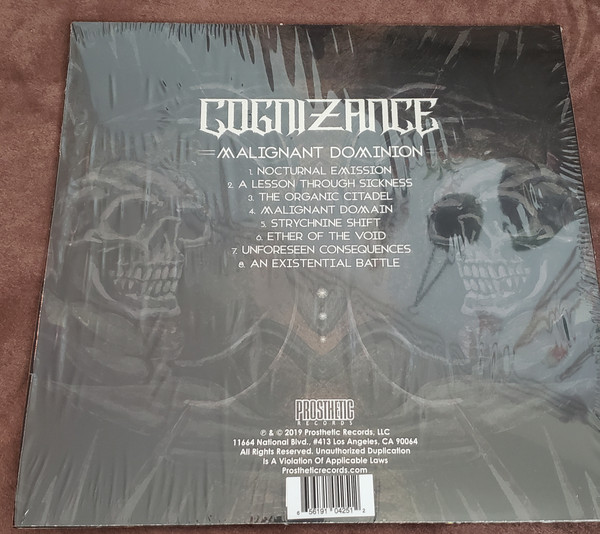 COGNIZANCE
MALIGNANT DOMINION
1. NOCTURNAL EMISSION
2. A LESSON THROUGH SICKNESS
3. THE ORGANIC CITADEL
4. MALIGNANT DOMAIN
5. STRYCHNINE SHIFT
6. ETHER OF THE VOID
7. UNFORESEEN CONSEQUENCES
8. AN EXISTENTIAL BATTLE
PROSTHETIC
RECORDS
℗ & © 2019 Prosthetic Records, LLC
11664 National Blvd., #413 Los Angeles, CA 90064
All Rights Reserved. Unauthorized Duplication
Is A Violation Of Applicable Laws
Prostheticrecords.com
56191 04251